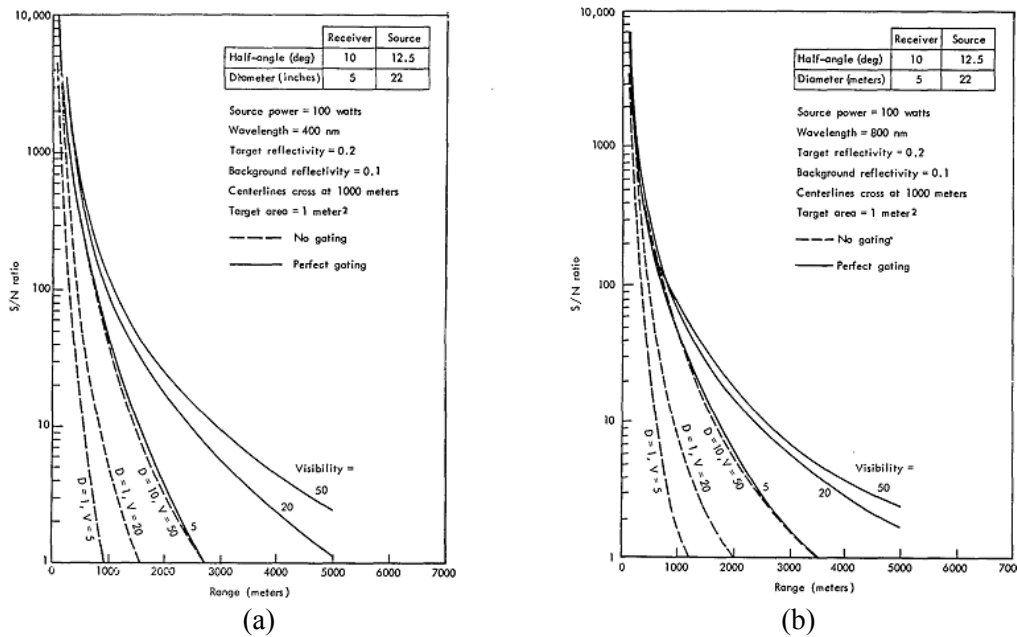 10,000
1000
100
10
1
S/N ratio
0 1000 2000 3000 4000 5000 6000 7000
Range (meters)
Receiver Source
Half-angle (deg) 10 12.5
Diameter (inches) 5 22
Source power = 100 watts
Wavelength = 400 nm
Target reflectivity = 0.2
Background reflectivity = 0.1
Centerlines cross at 1000 meters
Target area = 1 meter²
No gating
Perfect gating
Visibility =
50
20
5
D = 1, V = 5
D = 1, V = 20
D = 10, V = 50
(a)
10,000
1000
100
10
1
S/N ratio
0 1000 2000 3000 4000 5000 6000 700
Range (meters)
Receiver Source
Half-angle (deg) 10 12.5
Diameter (meters) 5 22
Source power = 100 watts
Wavelength = 800 nm
Target reflectivity = 0.2
Background reflectivity = 0.1
Centerlines cross at 1000 meters
Target area = 1 meter²
No gating
Perfect gating
Visibility =
50
20
5
D = 1, V = 5
D = 1, V = 20
D = 10, V = 50
(b)